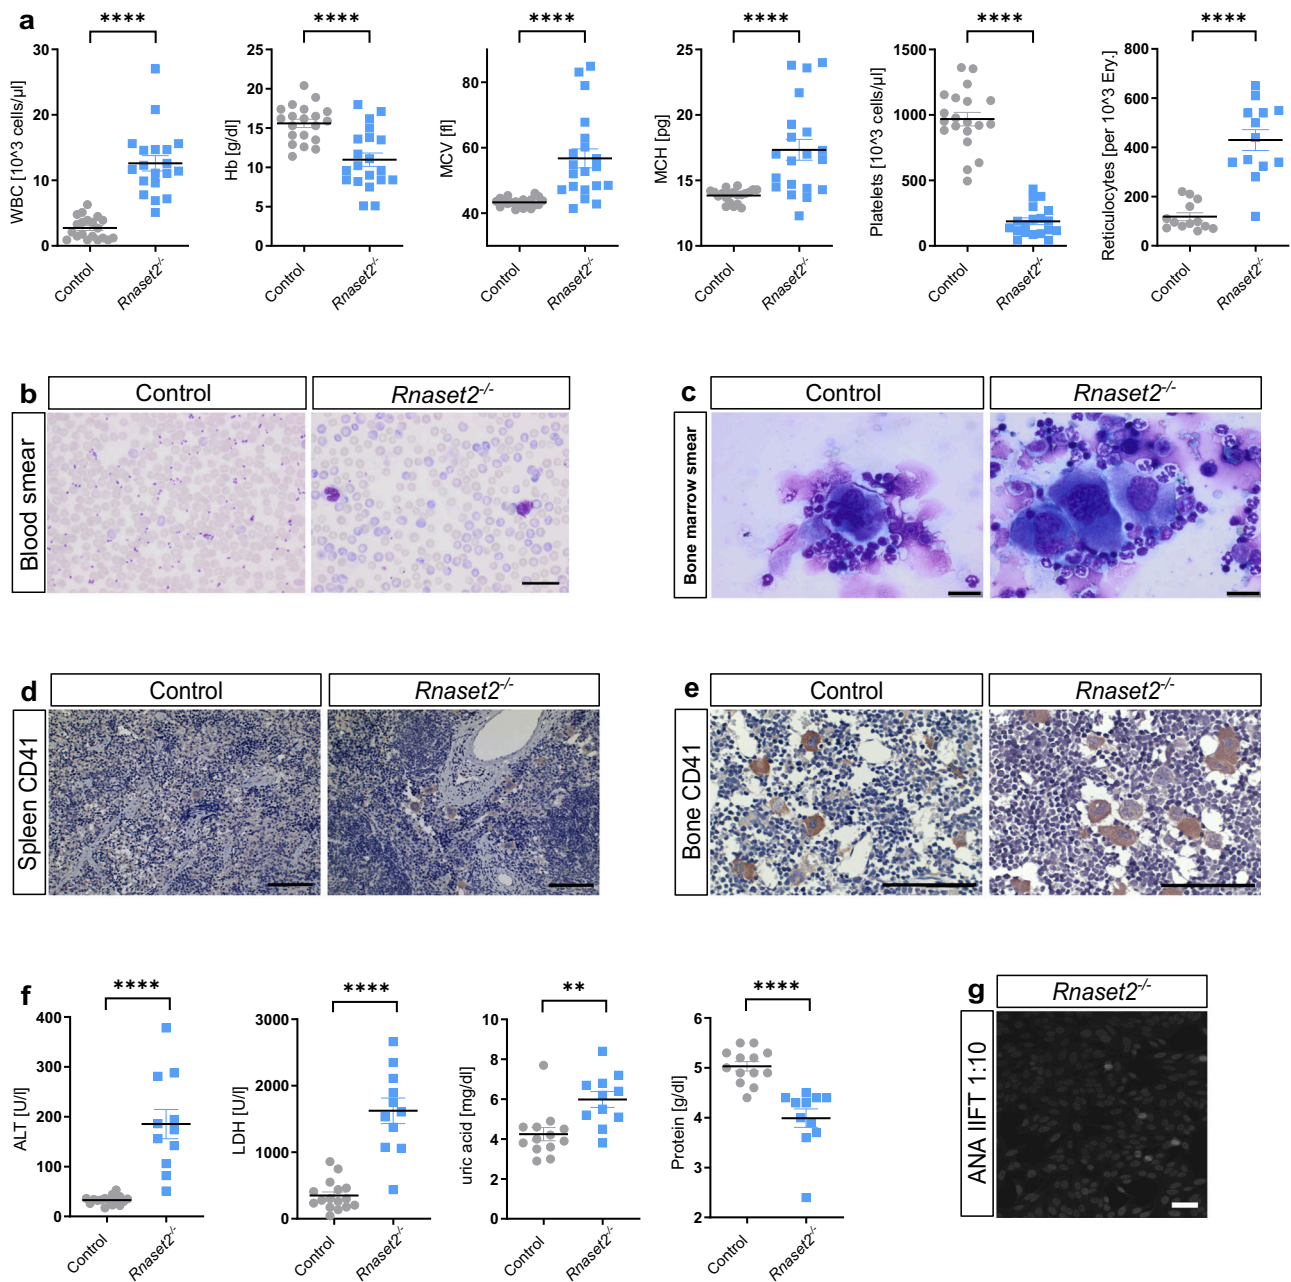 a
****
****
****
****
****
****
WBC [10^3 cells/µl]
30
20
10
0
Control
Rnaset2-/-
Hb [g/dl]
25
20
15
10
5
0
Control
Rnaset2-/-
MCV [fl]
80
60
40
Control
Rnaset2-/-
MCH [pg]
25
20
15
10
Control
Rnaset2-/-
Platelets [10^3 cells/µl]
1500
1000
500
0
Control
Rnaset2-/-
Reticulocytes [per 10^3 Ery.]
800
600
400
200
0
Control
Rnaset2-/-
b
Control
Rnaset2-/-
Blood smear
c
Control
Rnaset2-/-
Bone marrow smear
d
Control
Rnaset2-/-
Spleen CD41
e
Control
Rnaset2-/-
Bone CD41
f
****
****
**
****
ALT [U/l]
400
300
200
100
0
Control
Rnaset2-/-
LDH [U/l]
3000
2000
1000
0
Control
Rnaset2-/-
uric acid [mg/dl]
10
8
6
4
2
0
Control
Rnaset2-/-
Protein [g/dl]
6
5
4
3
2
Control
Rnaset2-/-
g
Rnaset2-/-
ANA IIFT 1:10